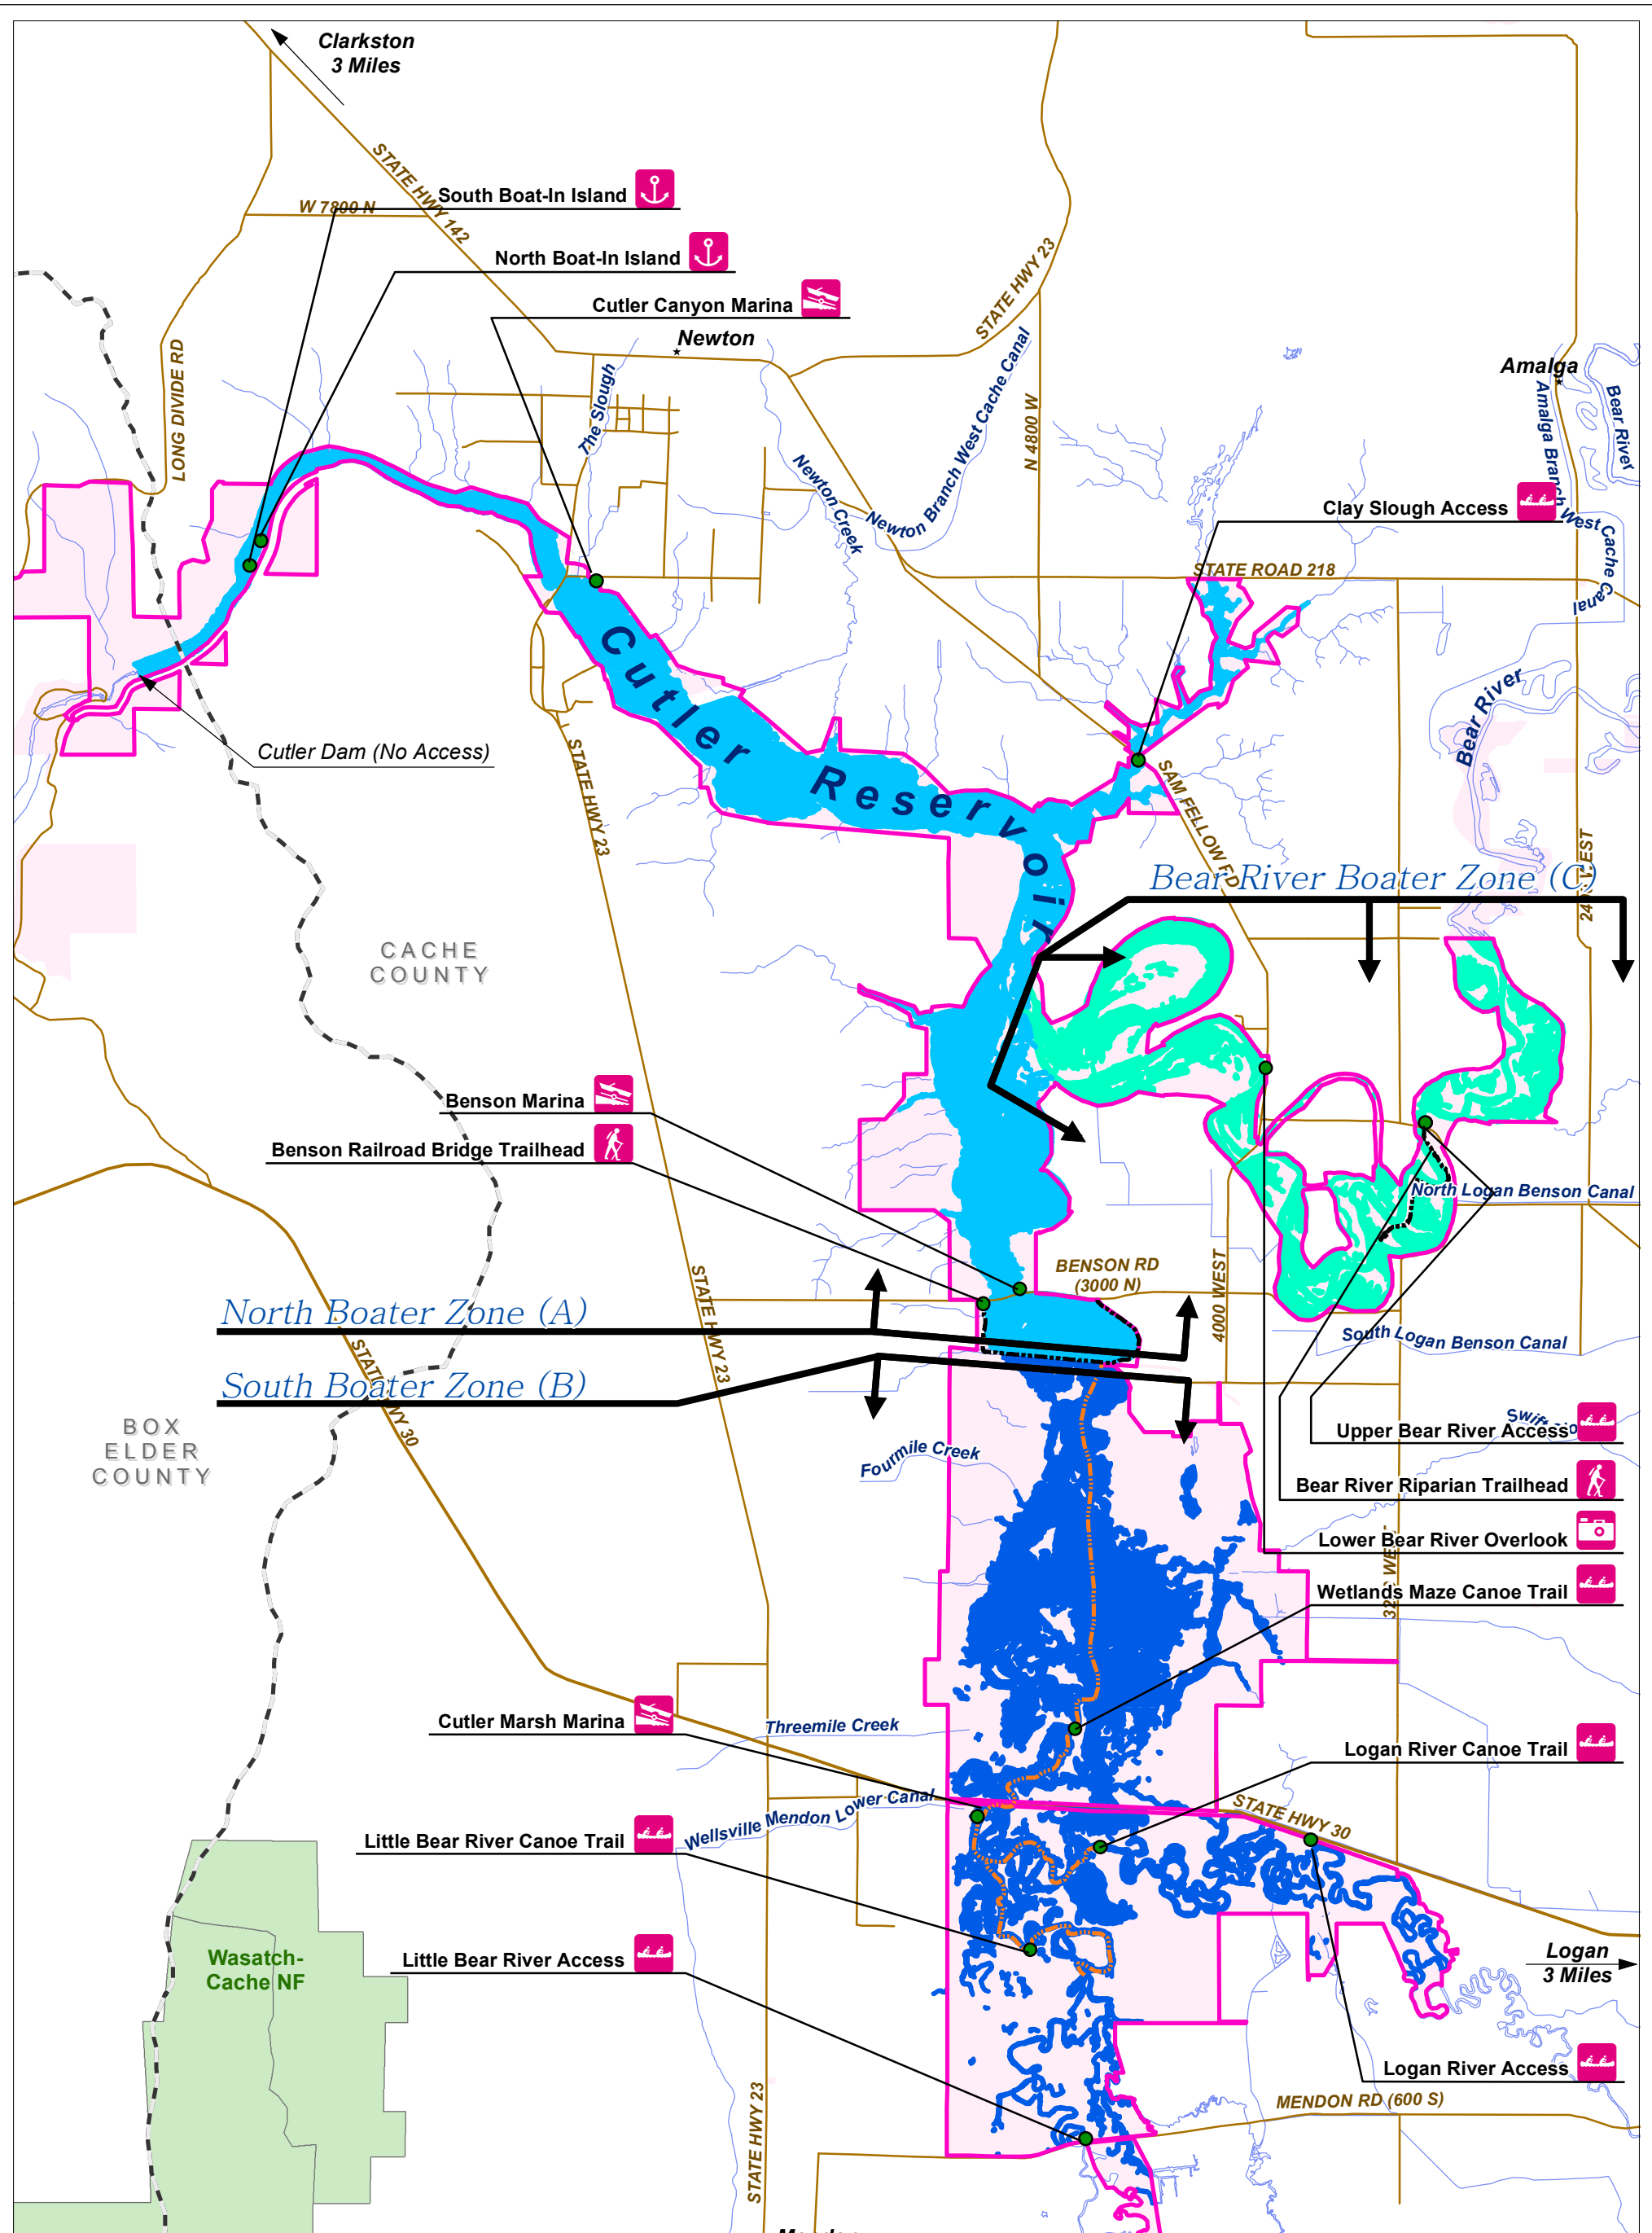 Clarkston
3 Miles
STATE HWY 142
South Boat-In Island
W 7800 N
North Boat-In Island
STATE HWY 23
Cutler Canyon Marina
Newton
LONG DIVIDE RD
The Slough
Newton Branch West Cache Canal
N 4800 W
Amalga
Bear River
Amalga Branch West Cache Canal
Newton Creek
Clay Slough Access
STATE ROAD 218
Cutler Reservoir
Bear River
Cutler Dam (No Access)
STATE HWY 23
SAM FELLOW RD
Bear River Boater Zone (C)
CACHE
COUNTY
Benson Marina
Benson Railroad Bridge Trailhead
North Logan Benson Canal
BENSON RD
(3000 N)
4000 WEST
STATE HWY 23
North Boater Zone (A)
South Logan Benson Canal
STATE HWY 30
South Boater Zone (B)
BOX
ELDER
COUNTY
Fourmile Creek
Upper Bear River Access
Bear River Riparian Trailhead
Lower Bear River Overlook
Wetlands Maze Canoe Trail
Cutler Marsh Marina
Threemile Creek
Logan River Canoe Trail
Wellsville Mendon Lower Canal
STATE HWY 30
Little Bear River Canoe Trail
Wasatch-
Cache NF
Little Bear River Access
Logan
3 Miles
Logan River Access
MENDON RD (600 S)
STATE HWY 23